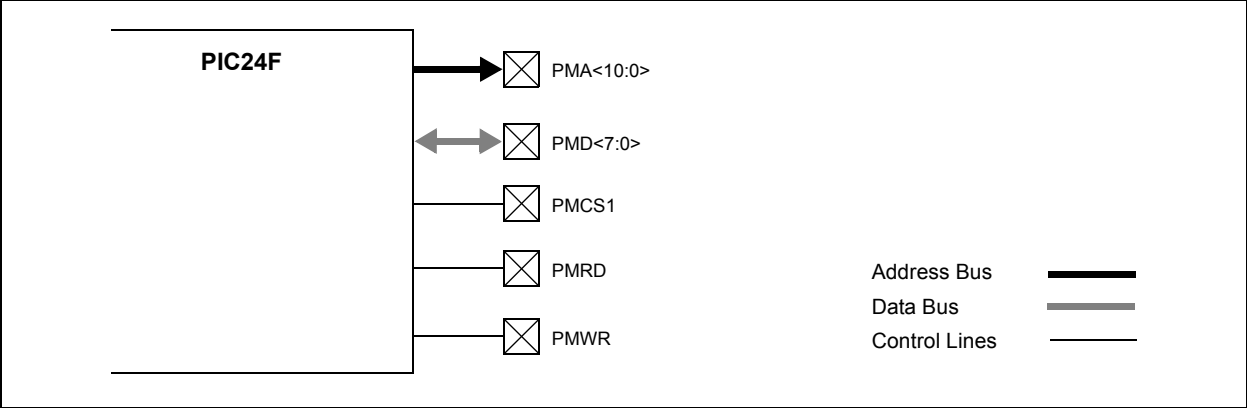 PIC24F
PMA<10:0>
PMD<7:0>
PMCS1
PMRD
PMWR
Address Bus
Data Bus
Control Lines